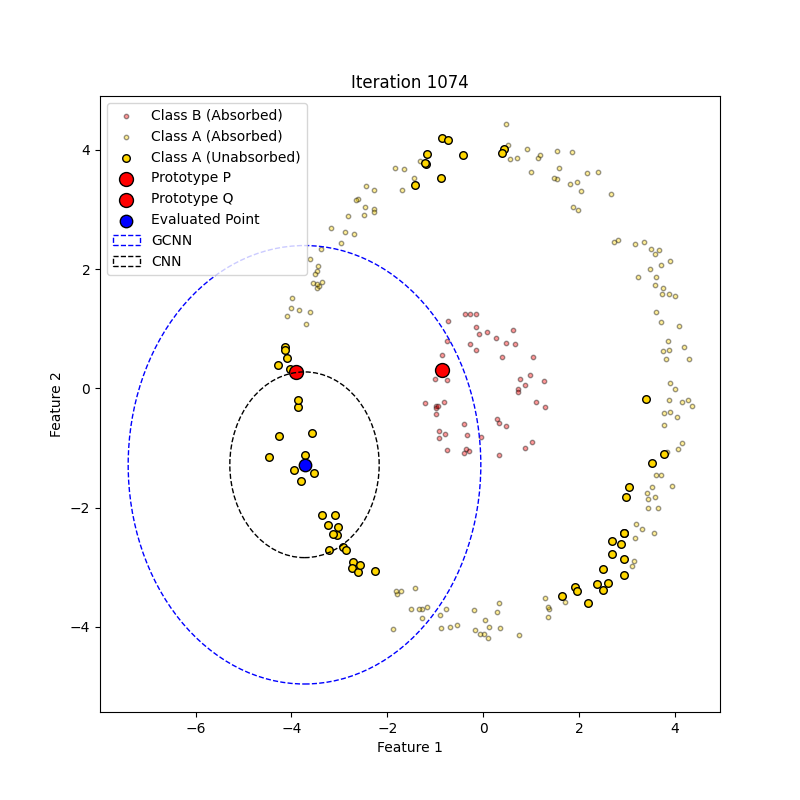 Iteration 1074
Class B (Absorbed)
Class A (Absorbed)
Class A (Unabsorbed)
Prototype P
Prototype Q
Evaluated Point
GCNN
CNN
4
2
0
−2
−4
Feature 2
−6
−4
−2
0
2
4
Feature 1